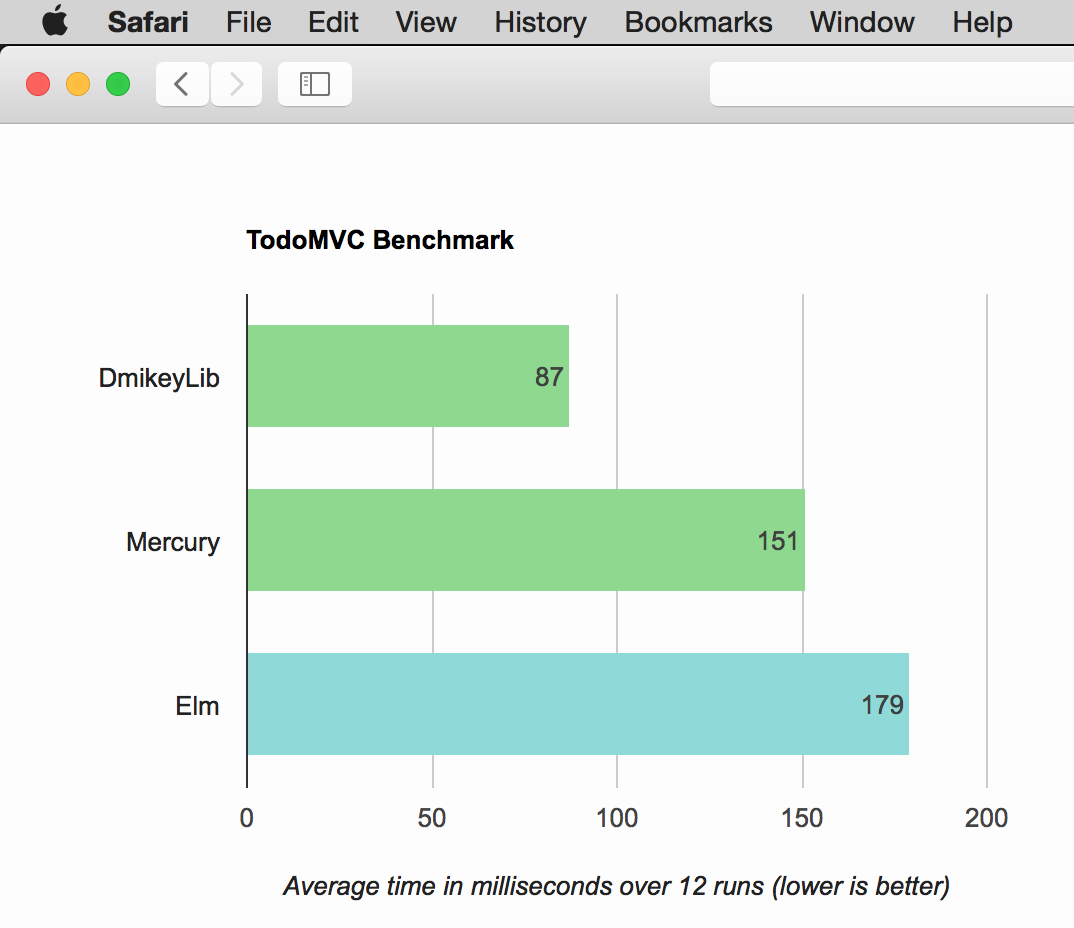 Safari File Edit View History Bookmarks Window Help
TodoMVC Benchmark
DmikeyLib 87
Mercury 151
Elm 179
0 50 100 150 200
Average time in milliseconds over 12 runs (lower is better)